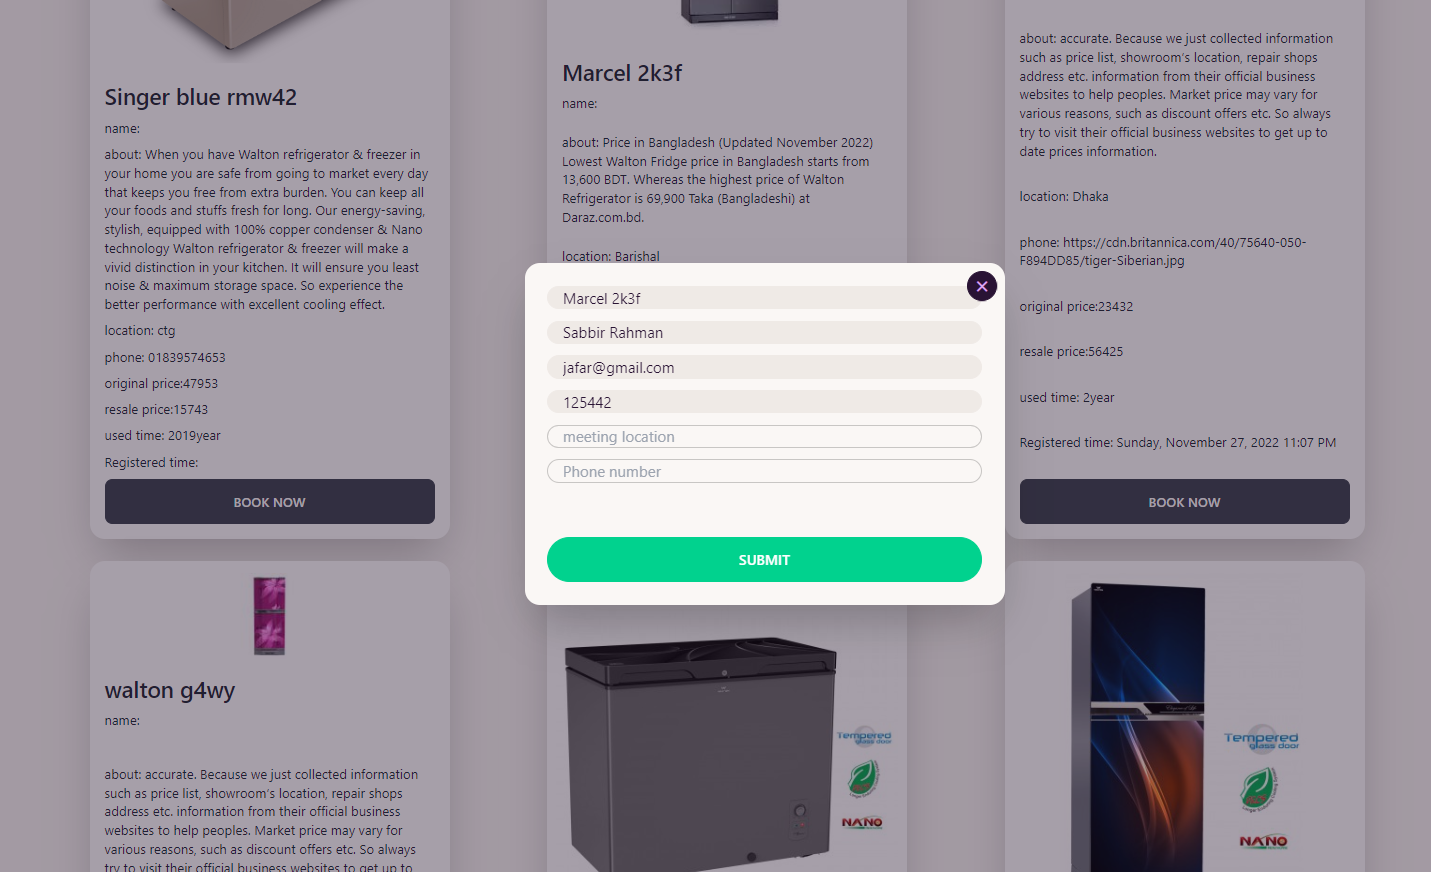 Singer blue rmw42
name:
about: When you have Walton refrigerator & freezer in
your home you are safe from going to market every day
that keeps you free from extra burden. You can keep all
your foods and stuffs fresh for long. Our energy-saving,
stylish, equipped with 100% copper condenser & Nano
technology Walton refrigerator & freezer will make a
vivid distinction in your kitchen. It will ensure you least
noise & maximum storage space. So experience the
better performance with excellent cooling effect.
location: ctg
phone: 01839574653
original price:47953
resale price:15743
used time: 2019year
Registered time:
BOOK NOW
Marcel 2k3f
name:
about: Price in Bangladesh (Updated November 2022)
Lowest Walton Fridge price in Bangladesh starts from
13,600 BDT. Whereas the highest price of Walton
Refrigerator is 69,900 Taka (Bangladeshi) at
Daraz.com.bd.
location: Barishal
about: accurate. Because we just collected information
such as price list, showroom's location, repair shops
address etc. information from their official business
websites to help peoples. Market price may vary for
various reasons, such as discount offers etc. So always
try to visit their official business websites to get up to
date prices information.
location: Dhaka
phone: https://cdn.britannica.com/40/75640-050-
F894DD85/tiger-Siberian.jpg
original price:23432
resale price:56425
used time: 2year
Registered time: Sunday, November 27, 2022 11:07 PM
BOOK NOW
✕
Marcel 2k3f
Sabbir Rahman
jafar@gmail.com
125442
meeting location
Phone number
SUBMIT
walton g4wy
name:
about: accurate. Because we just collected information
such as price list, showroom's location, repair shops
address etc. information from their official business
websites to help peoples. Market price may vary for
various reasons, such as discount offers etc. So always
try to visit their official business websites to get up to
Tempered
glass door
NANO
Tempered
glass door
NANO